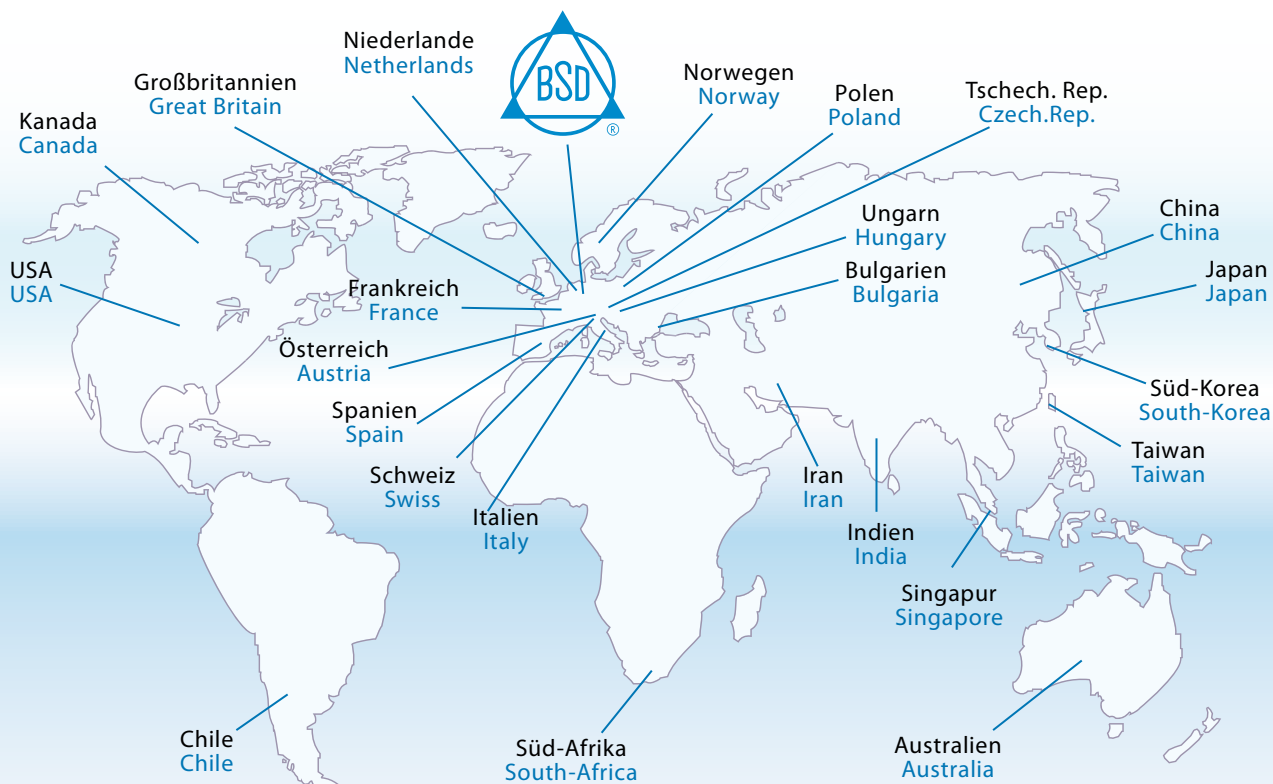 Niederlande
Netherlands
BSD
®
Großbritannien
Great Britain
Norwegen
Norway
Polen
Poland
Tschech. Rep.
Czech.Rep.
Kanada
Canada
Ungarn
Hungary
China
China
USA
USA
Frankreich
France
Bulgarien
Bulgaria
Japan
Japan
Österreich
Austria
Spanien
Spain
Süd-Korea
South-Korea
Schweiz
Swiss
Iran
Iran
Taiwan
Taiwan
Italien
Italy
Indien
India
Singapur
Singapore
Chile
Chile
Süd-Afrika
South-Africa
Australien
Australia